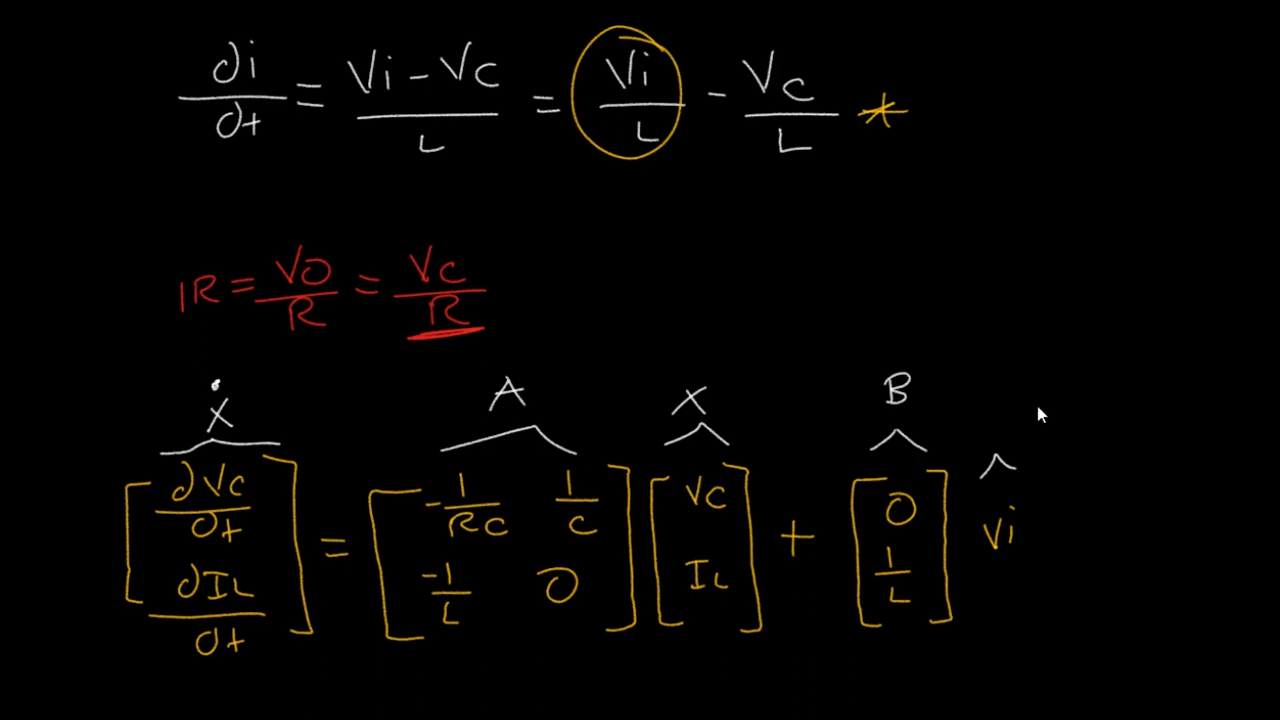 di/dt = Vi - Vc / L = Vi/L - Vc/L *
IR = VO/R = Vc/R
Ẋ A X B
[dVc/dt dIL/dt] = [-1/RC 1/C -1/L 0] [Vc IL] + [0 1/L] Vi